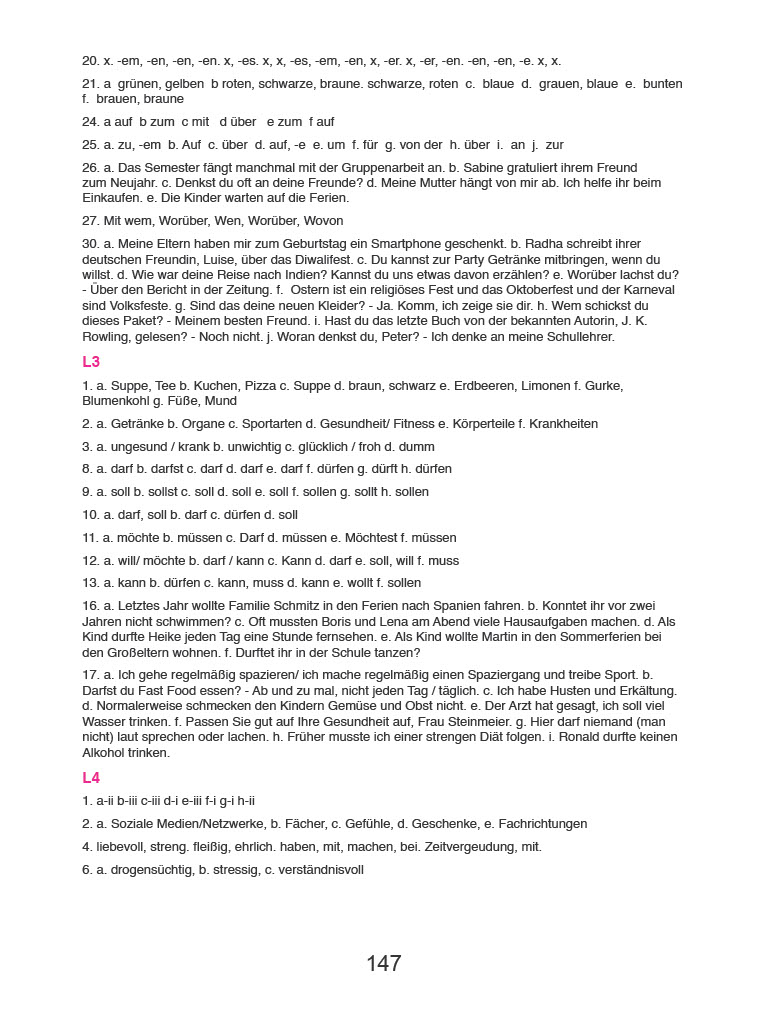 20. x. -em, -en, -en, -en. x, -es. x, x, -es, -em, -en, x, -er. x, -er, -en. -en, -en, -e. x, x.
21. a grünen, gelben b roten, schwarze, braune. schwarze, roten c. blaue d. grauen, blaue e. bunten
f. brauen, braune
24. a auf b zum c mit d über e zum f auf
25. a. zu, -em b. Auf c. über d. auf, -e e. um f. für g. von der h. über i. an j. zur
26. a. Das Semester fängt manchmal mit der Gruppenarbeit an. b. Sabine gratuliert ihrem Freund
zum Neujahr. c. Denkst du oft an deine Freunde? d. Meine Mutter hängt von mir ab. Ich helfe ihr beim
Einkaufen. e. Die Kinder warten auf die Ferien.
27. Mit wem, Worüber, Wen, Worüber, Wovon
30. a. Meine Eltern haben mir zum Geburtstag ein Smartphone geschenkt. b. Radha schreibt ihrer
deutschen Freundin, Luise, über das Diwalifest. c. Du kannst zur Party Getränke mitbringen, wenn du
willst. d. Wie war deine Reise nach Indien? Kannst du uns etwas davon erzählen? e. Worüber lachst du?
- Über den Bericht in der Zeitung. f. Ostern ist ein religiöses Fest und das Oktoberfest und der Karneval
sind Volksfeste. g. Sind das deine neuen Kleider? - Ja. Komm, ich zeige sie dir. h. Wem schickst du
dieses Paket? - Meinem besten Freund. i. Hast du das letzte Buch von der bekannten Autorin, J. K.
Rowling, gelesen? - Noch nicht. j. Woran denkst du, Peter? - Ich denke an meine Schullehrer.
L3
1. a. Suppe, Tee b. Kuchen, Pizza c. Suppe d. braun, schwarz e. Erdbeeren, Limonen f. Gurke,
Blumenkohl g. Füße, Mund
2. a. Getränke b. Organe c. Sportarten d. Gesundheit/ Fitness e. Körperteile f. Krankheiten
3. a. ungesund / krank b. unwichtig c. glücklich / froh d. dumm
8. a. darf b. darfst c. darf d. darf e. darf f. dürfen g. dürft h. dürfen
9. a. soll b. sollst c. soll d. soll e. soll f. sollen g. sollt h. sollen
10. a. darf, soll b. darf c. dürfen d. soll
11. a. möchte b. müssen c. Darf d. müssen e. Möchtest f. müssen
12. a. will/ möchte b. darf / kann c. Kann d. darf e. soll, will f. muss
13. a. kann b. dürfen c. kann, muss d. kann e. wollt f. sollen
16. a. Letztes Jahr wollte Familie Schmitz in den Ferien nach Spanien fahren. b. Konntet ihr vor zwei
Jahren nicht schwimmen? c. Oft mussten Boris und Lena am Abend viele Hausaufgaben machen. d. Als
Kind durfte Heike jeden Tag eine Stunde fernsehen. e. Als Kind wollte Martin in den Sommerferien bei
den Großeltern wohnen. f. Durftet ihr in der Schule tanzen?
17. a. Ich gehe regelmäßig spazieren/ ich mache regelmäßig einen Spaziergang und treibe Sport. b.
Darfst du Fast Food essen? - Ab und zu mal, nicht jeden Tag / täglich. c. Ich habe Husten und Erkältung.
d. Normalerweise schmecken den Kindern Gemüse und Obst nicht. e. Der Arzt hat gesagt, ich soll viel
Wasser trinken. f. Passen Sie gut auf Ihre Gesundheit auf, Frau Steinmeier. g. Hier darf niemand (man
nicht) laut sprechen oder lachen. h. Früher musste ich einer strengen Diät folgen. i. Ronald durfte keinen
Alkohol trinken.
L4
1. a-ii b-iii c-iii d-i e-iii f-i g-i h-ii
2. a. Soziale Medien/Netzwerke, b. Fächer, c. Gefühle, d. Geschenke, e. Fachrichtungen
4. liebevoll, streng. fleißig, ehrlich. haben, mit, machen, bei. Zeitvergeudung, mit.
6. a. drogensüchtig, b. stressig, c. verständnisvoll
147